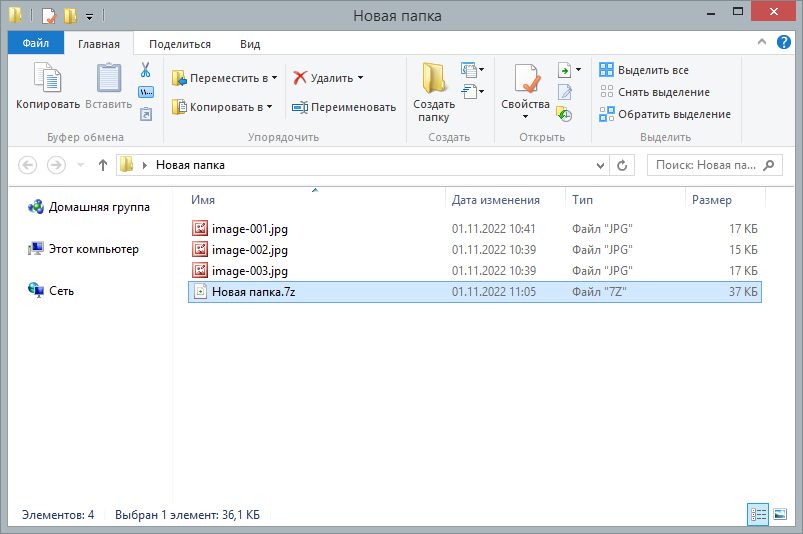 Новая папка
Файл Главная Поделиться Вид
Копировать Вставить Переместить в Копировать в Удалить Переименовать Создать папку Свойства Выделить все Снять выделение Обратить выделение
Буфер обмена Упорядочить Создать Открыть Выделить
Новая папка Поиск: Новая па...
Домашняя группа
Этот компьютер
Сеть
Имя Дата изменения Тип Размер
image-001.jpg 01.11.2022 10:41 Файл "JPG" 17 КБ
image-002.jpg 01.11.2022 10:39 Файл "JPG" 15 КБ
image-003.jpg 01.11.2022 10:39 Файл "JPG" 17 КБ
Новая папка.7z 01.11.2022 11:05 Файл "7Z" 37 КБ
Элементов: 4 Выбран 1 элемент: 36,1 КБ